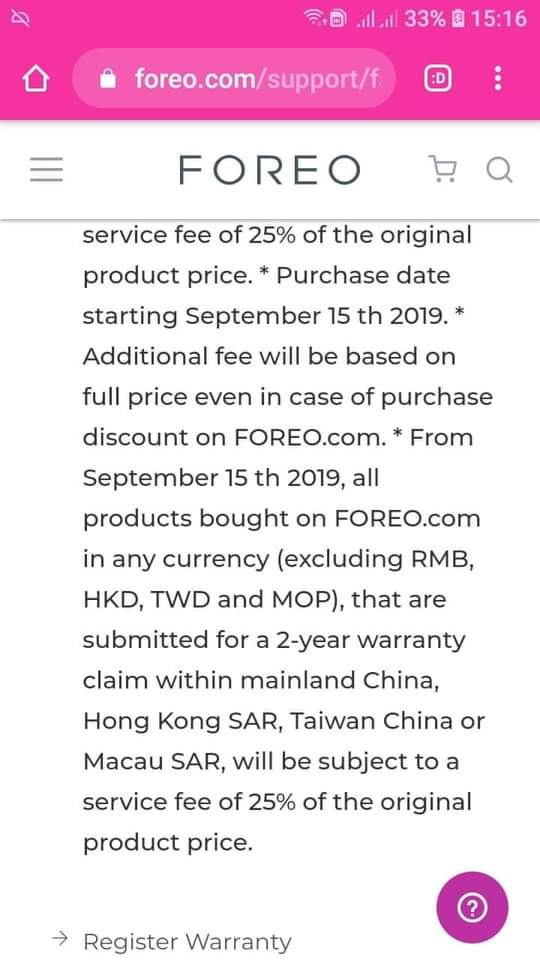 33% 15:16
foreo.com/support/f
:D
FOREO
service fee of 25% of the original
product price. * Purchase date
starting September 15 th 2019. *
Additional fee will be based on
full price even in case of purchase
discount on FOREO.com. * From
September 15 th 2019, all
products bought on FOREO.com
in any currency (excluding RMB,
HKD, TWD and MOP), that are
submitted for a 2-year warranty
claim within mainland China,
Hong Kong SAR, Taiwan China or
Macau SAR, will be subject to a
service fee of 25% of the original
product price.
?
→ Register Warranty